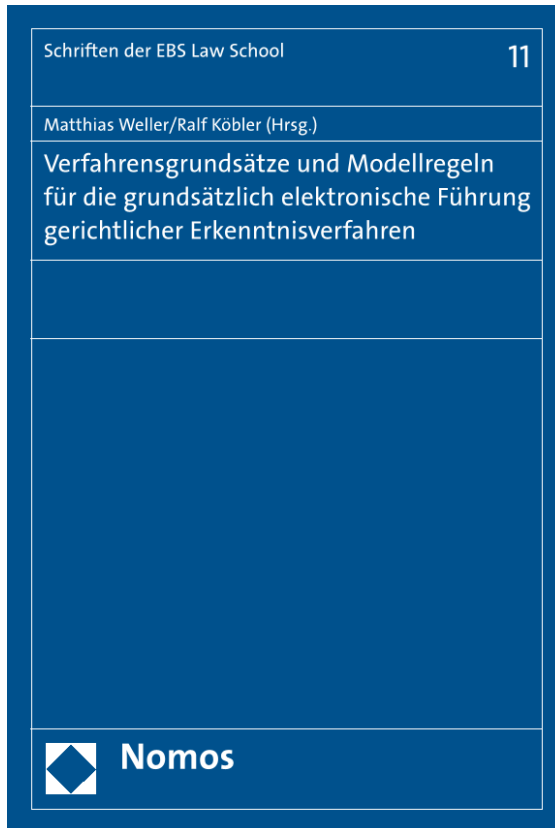 Schriften der EBS Law School
11
Matthias Weller/Ralf Köbler (Hrsg.)
Verfahrensgrundsätze und Modellregeln
für die grundsätzlich elektronische Führung
gerichtlicher Erkenntnisverfahren
Nomos